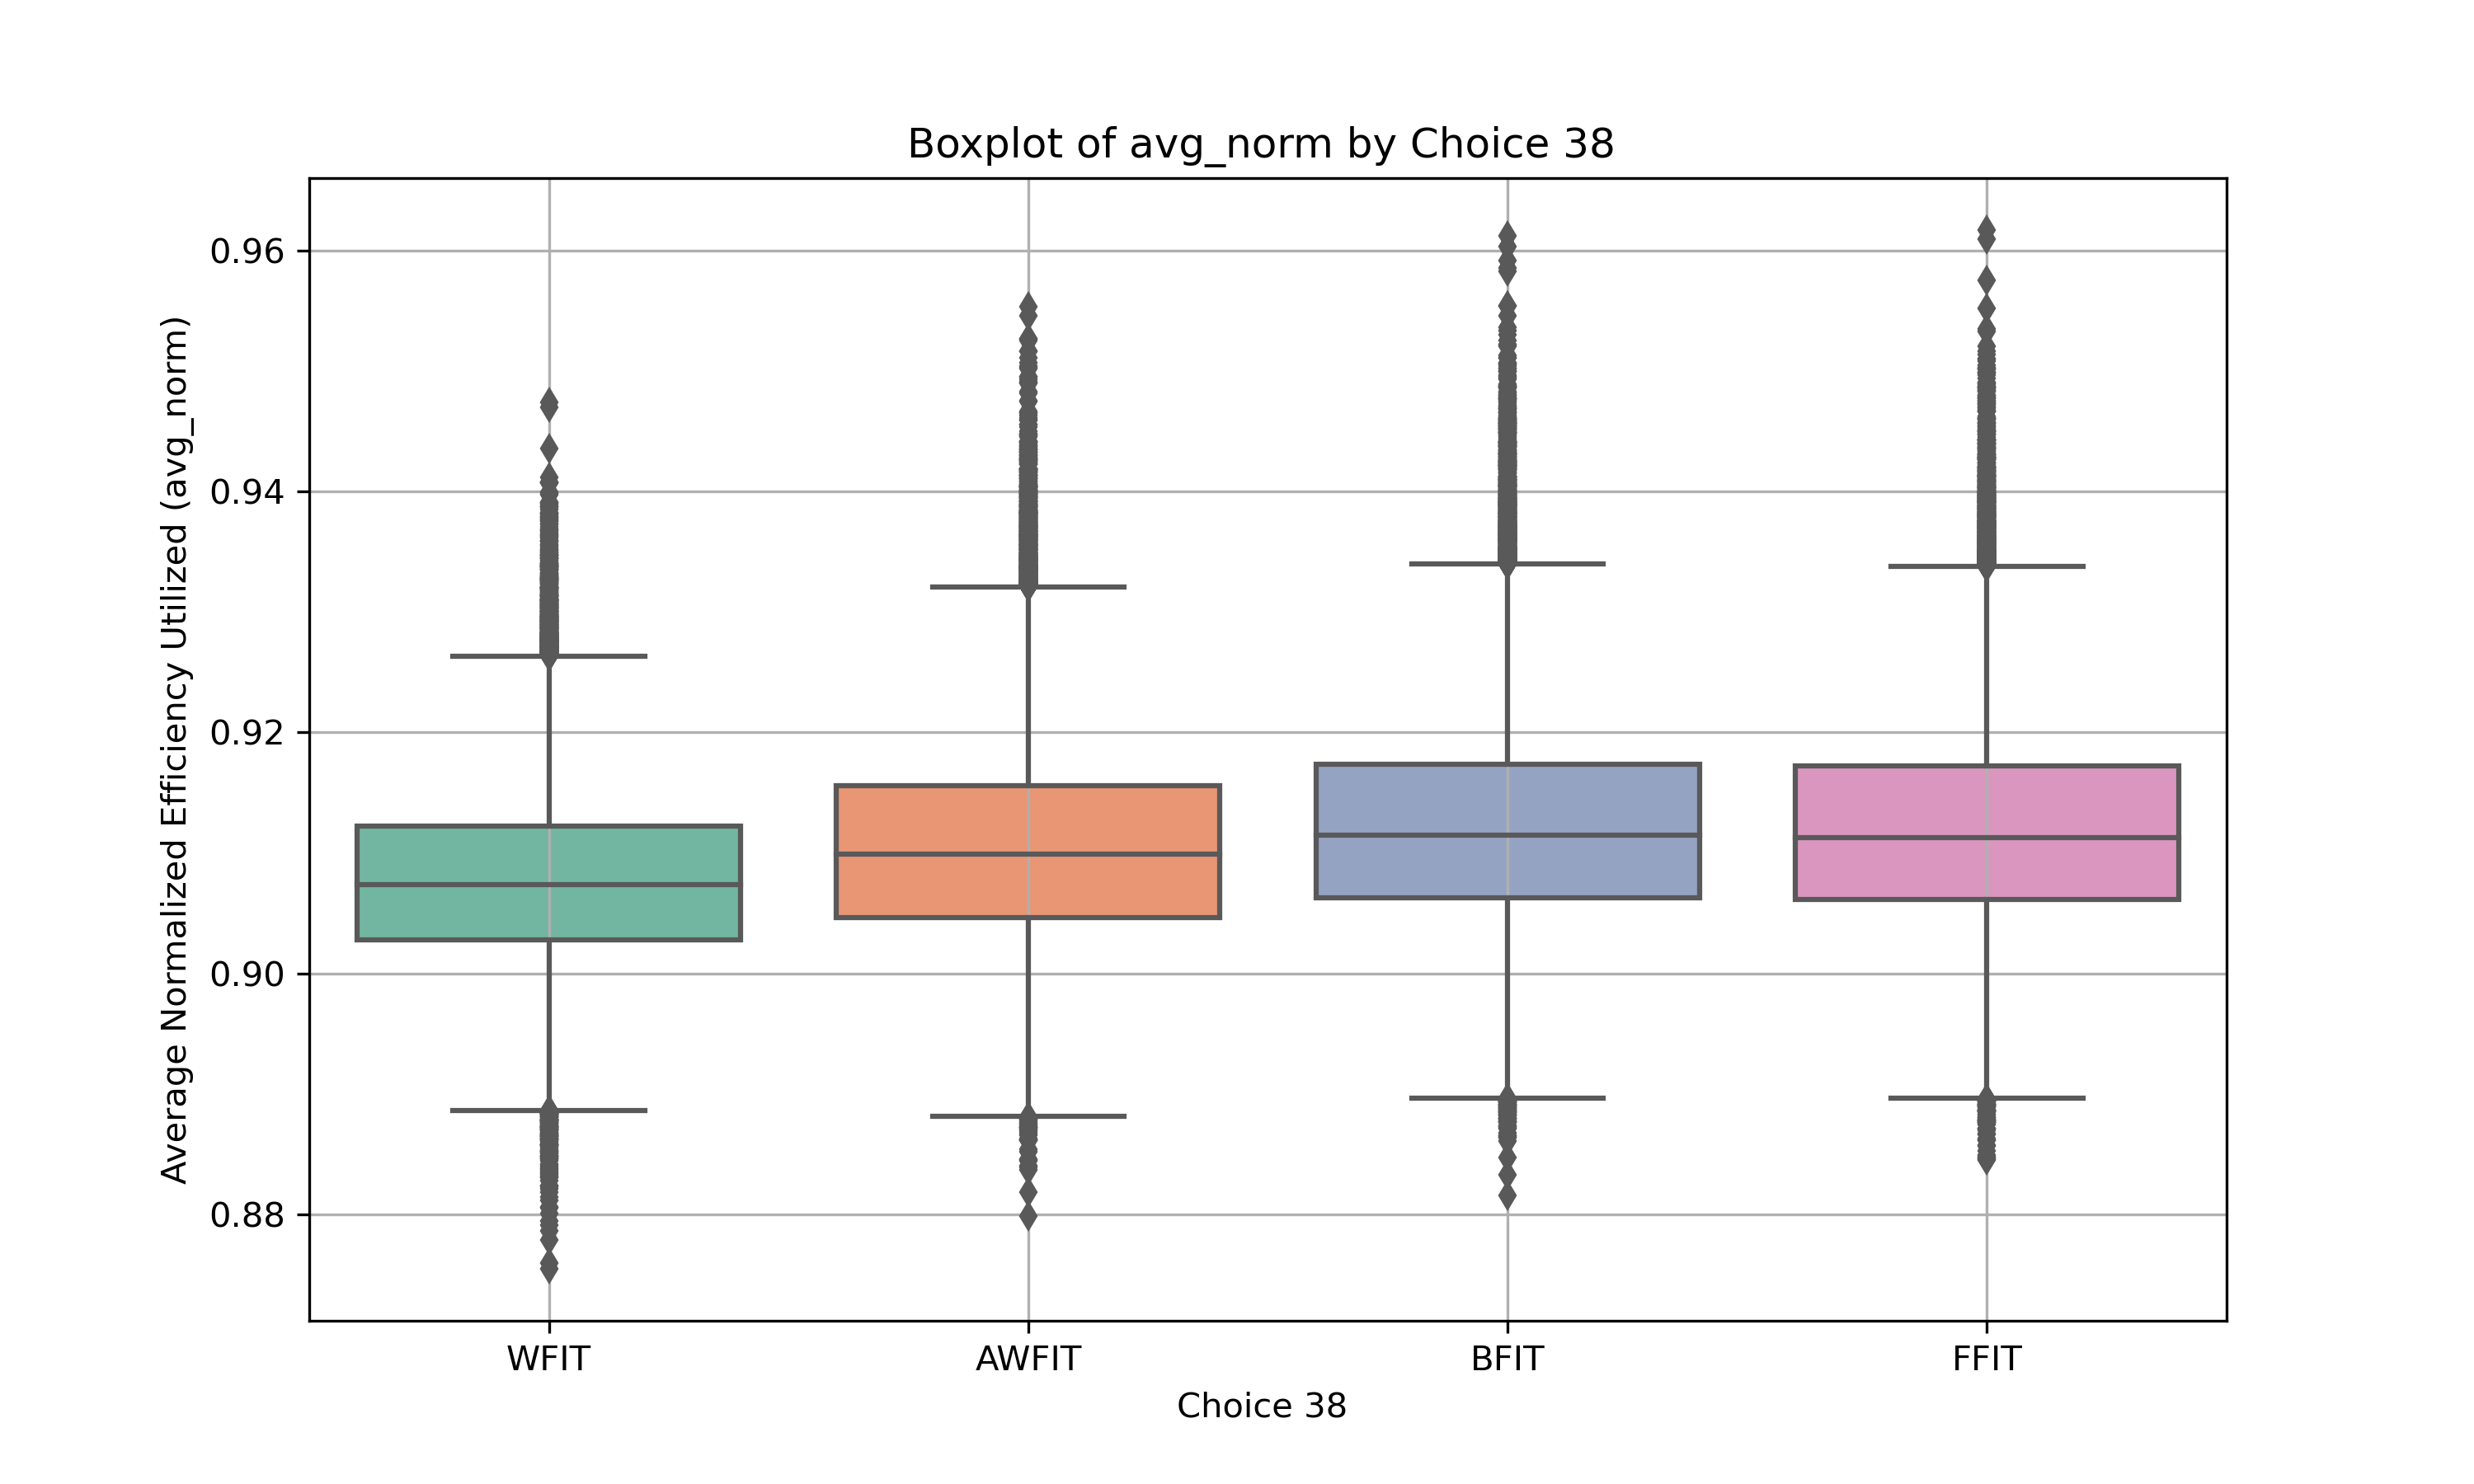 Boxplot of avg_norm by Choice 38
Average Normalized Efficiency Utilized (avg_norm)
0.96
0.94
0.92
0.90
0.88
WFIT AWFIT BFIT FFIT
Choice 38